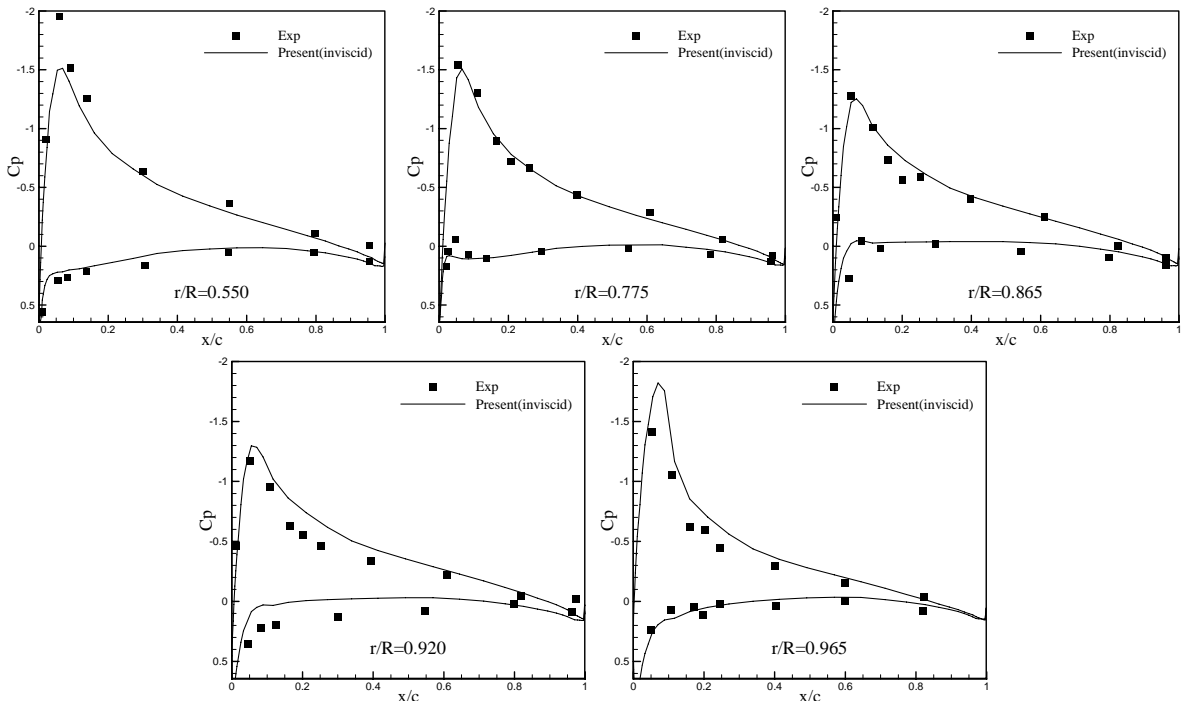 -2
-1.5
-1
-0.5
0
0.5
Cp
Exp
Present(inviscid)
r/R=0.550
0 0.2 0.4 0.6 0.8 1
x/c
-2
-1.5
-1
-0.5
0
0.5
Cp
Exp
Present(inviscid)
r/R=0.775
0 0.2 0.4 0.6 0.8 1
x/c
-2
-1.5
-1
-0.5
0
0.5
Cp
Exp
Present(inviscid)
r/R=0.865
0 0.2 0.4 0.6 0.8 1
x/c
-2
-1.5
-1
-0.5
0
0.5
Cp
Exp
Present(inviscid)
r/R=0.920
0 0.2 0.4 0.6 0.8 1
x/c
-2
-1.5
-1
-0.5
0
0.5
Cp
Exp
Present(inviscid)
r/R=0.965
0 0.2 0.4 0.6 0.8 1
x/c